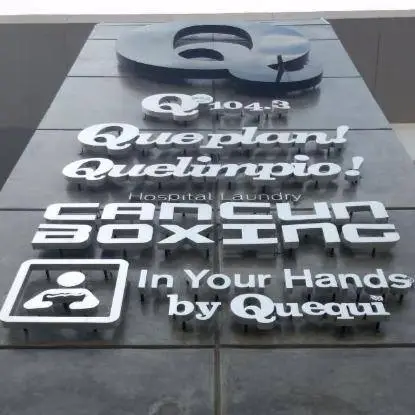 Q
Q 104.3
Queplan!
Quelimpio!
Hospital Laundry
CANCUN
BOXING
In Your Hands
by Quequi